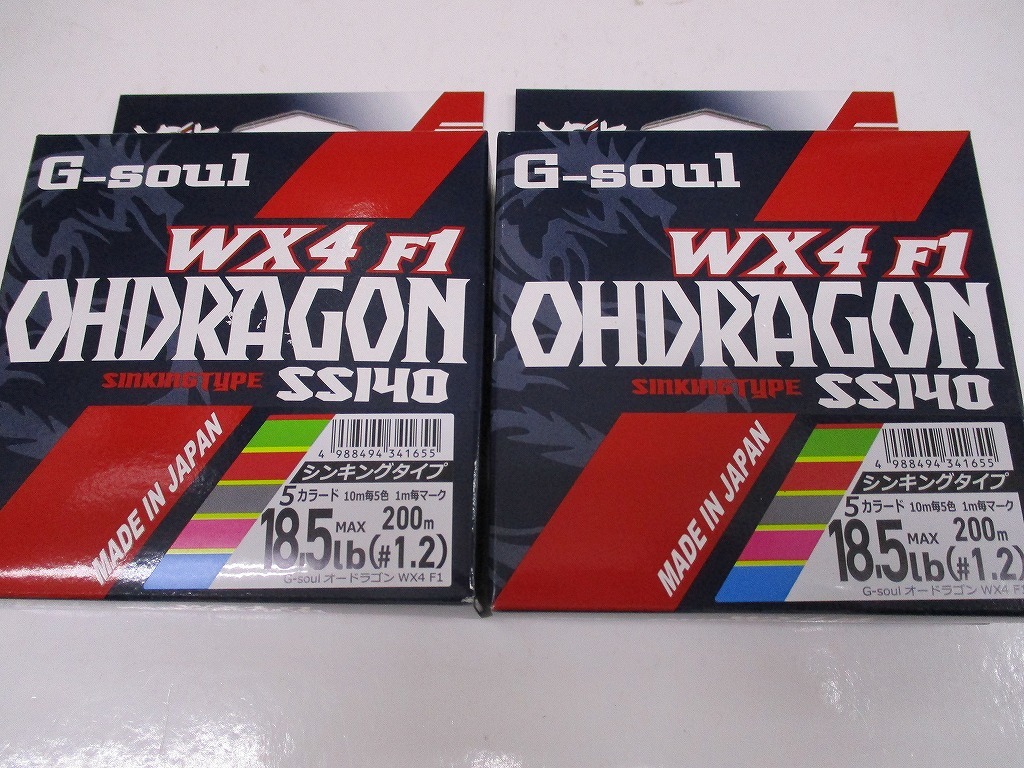 G-soul
WX4 F1
OHDRAGON
SINKINGTYPE SS140
MADE IN JAPAN
4 988494 341655
シンキングタイプ
5カラード 10m毎5色 1m毎マーク
18.5lb MAX 200m (#1.2)
G-soul オードラゴン WX4 F1
G-soul
WX4 F1
OHDRAGON
SINKINGTYPE SS140
MADE IN JAPAN
4 988494 341655
シンキングタイプ
5カラード 10m毎5色 1m毎マーク
18.5lb MAX 200m (#1.2)
G-soul オードラゴン WX4 F1